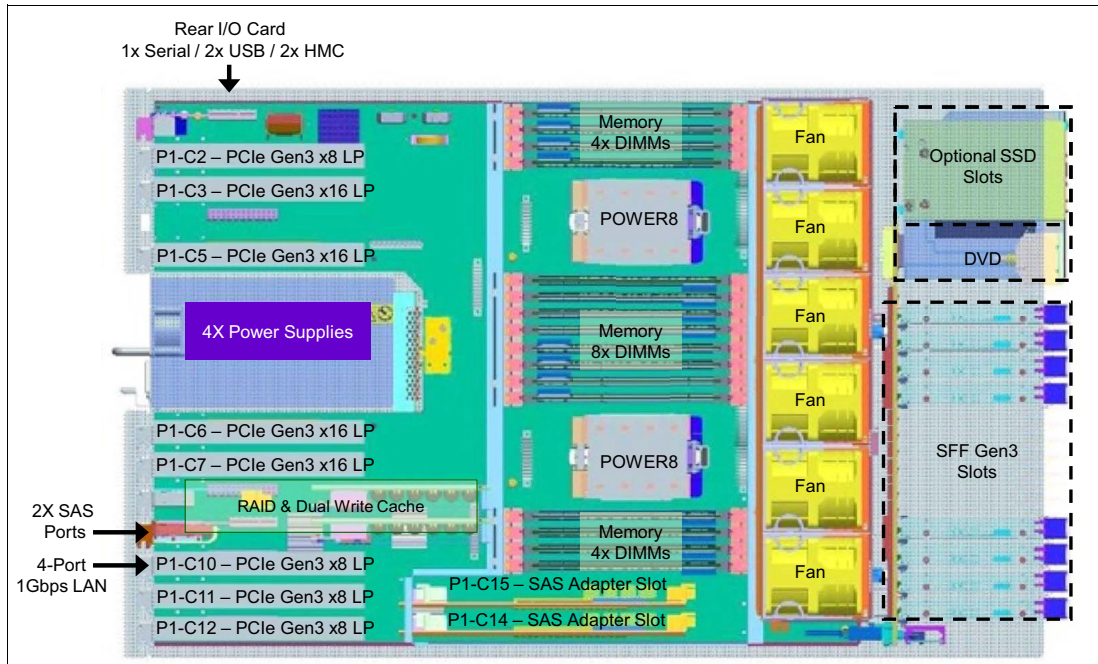 Rear I/O Card
1x Serial / 2x USB / 2x HMC
P1-C2 – PCIe Gen3 x8 LP
P1-C3 – PCIe Gen3 x16 LP
P1-C5 – PCIe Gen3 x16 LP
4X Power Supplies
P1-C6 – PCIe Gen3 x16 LP
P1-C7 – PCIe Gen3 x16 LP
RAID & Dual Write Cache
2X SAS
Ports
4-Port
1Gbps LAN
P1-C10 – PCIe Gen3 x8 LP
P1-C11 – PCIe Gen3 x8 LP
P1-C12 – PCIe Gen3 x8 LP
P1-C15 – SAS Adapter Slot
P1-C14 – SAS Adapter Slot
Memory
4x DIMMs
POWER8
Memory
8x DIMMs
POWER8
Memory
4x DIMMs
Fan
Fan
Fan
Fan
Fan
Fan
Optional SSD
Slots
DVD
SFF Gen3
Slots